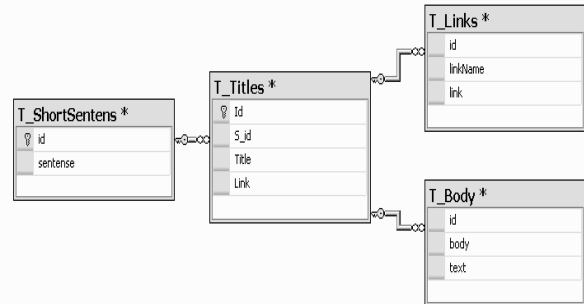 T_ShortSentens *
id
sentense
T_Titles *
Id
S_id
Title
Link
T_Links *
id
linkName
link
T_Body *
id
body
text